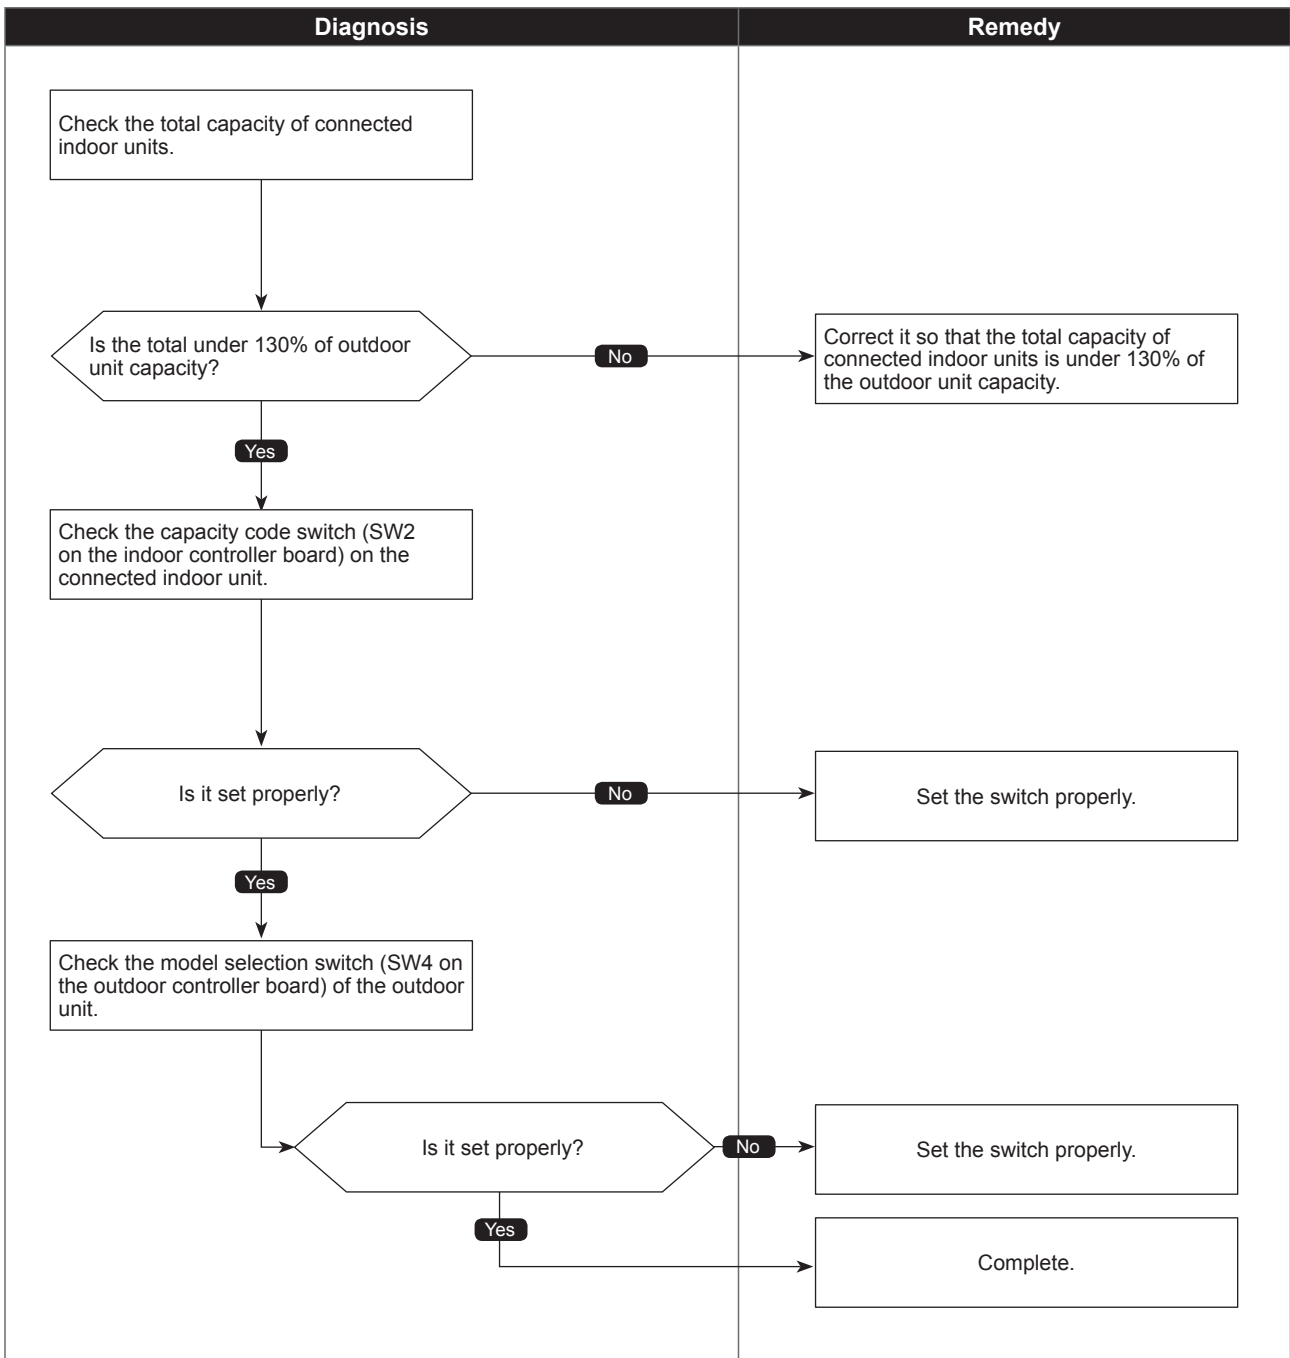 Diagnosis
Remedy
Check the total capacity of connected
indoor units.
Is the total under 130% of outdoor
unit capacity?
No
Correct it so that the total capacity of
connected indoor units is under 130% of
the outdoor unit capacity.
Yes
Check the capacity code switch (SW2
on the indoor controller board) on the
connected indoor unit.
Is it set properly?
No
Set the switch properly.
Yes
Check the model selection switch (SW4 on
the outdoor controller board) of the outdoor
unit.
Is it set properly?
No
Set the switch properly.
Yes
Complete.